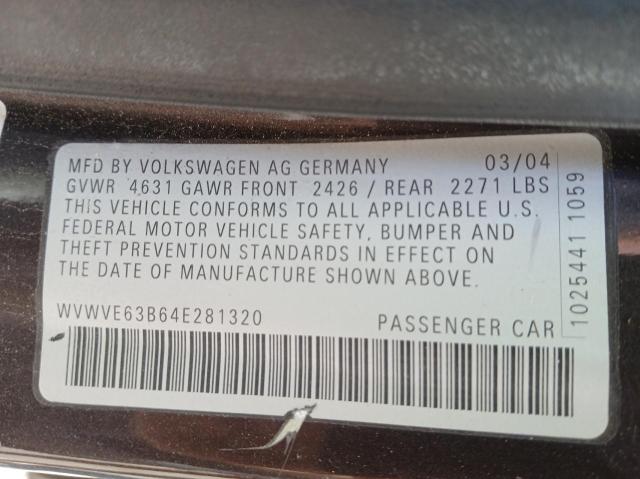 MFD BY VOLKSWAGEN AG GERMANY 03/04
GVWR 4631 GAWR FRONT 2426 / REAR 2271 LBS
THIS VEHICLE CONFORMS TO ALL APPLICABLE U.S.
FEDERAL MOTOR VEHICLE SAFETY, BUMPER AND
THEFT PREVENTION STANDARDS IN EFFECT ON
THE DATE OF MANUFACTURE SHOWN ABOVE.
WVWVE63B64E281320 PASSENGER CAR
1025441 1059